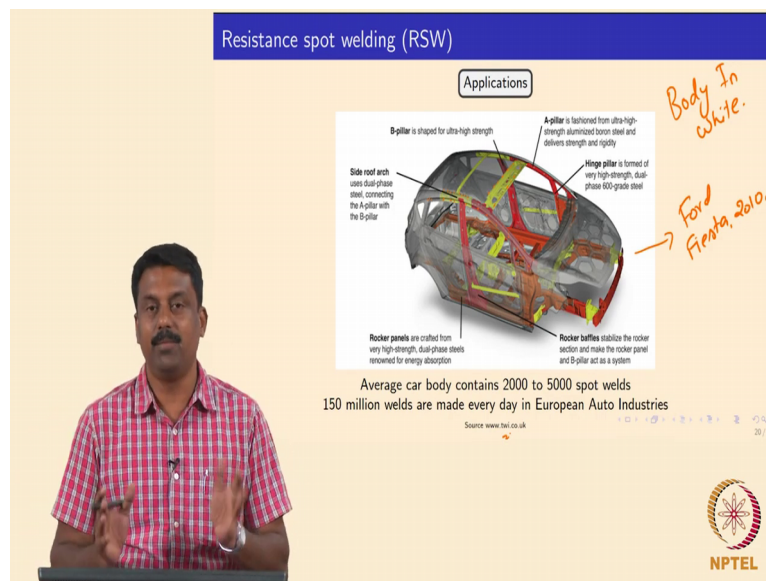 Resistance spot welding (RSW)
Applications
Body In
white.
B-pillar is shaped for ultra-high strength
A-pillar is fashioned from ultra-high-
strength aluminized boron steel and
delivers strength and rigidity
Hinge pillar is formed of
very high-strength, dual-
phase 600-grade steel
Side roof arch
uses dual-phase
steel, connecting
the A-pillar with
the B-pillar
Ford
Fiesta, 2010.
Rocker panels are crafted from
very high-strength, dual-phase steels
renowned for energy absorption
Rocker baffles stabilize the rocker
section and make the rocker panel
and B-pillar act as a system
Average car body contains 2000 to 5000 spot welds
150 million welds are made every day in European Auto Industries
Source www.twi.co.uk
20 /
NPTEL